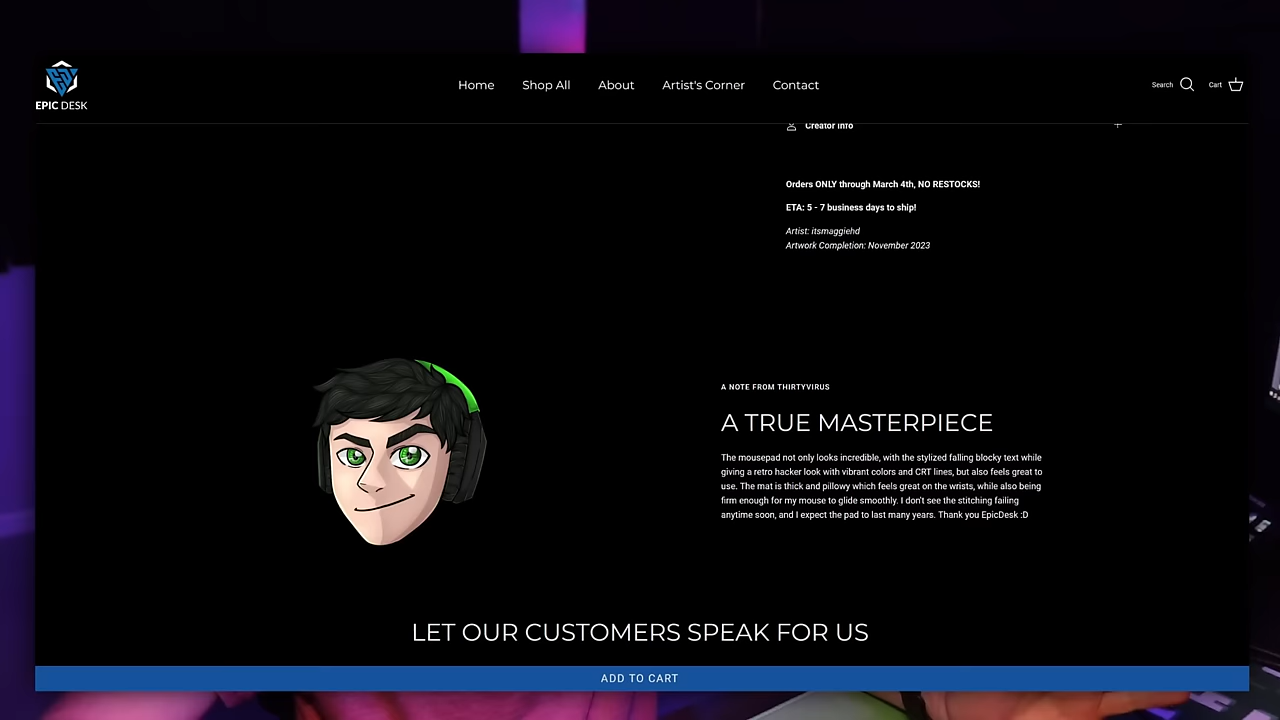 EPIC DESK
Home
Shop All
About
Artist's Corner
Contact
Search
Cart
Creator Info
Orders ONLY through March 4th, NO RESTOCKS!
ETA: 5 - 7 business days to ship!
Artist: itsmaggiehd
Artwork Completion: November 2023
A NOTE FROM THIRTYVIRUS
A TRUE MASTERPIECE
The mousepad not only looks incredible, with the stylized falling blocky text while
giving a retro hacker look with vibrant colors and CRT lines, but also feels great to
use. The mat is thick and pillowy which feels great on the wrists, while also being
firm enough for my mouse to glide smoothly. I don't see the stitching failing
anytime soon, and I expect the pad to last many years. Thank you EpicDesk :D
LET OUR CUSTOMERS SPEAK FOR US
ADD TO CART